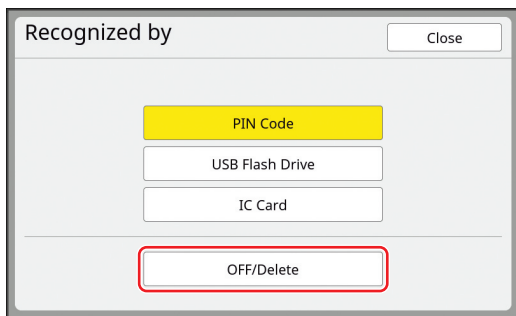 Recognized by
Close
PIN Code
USB Flash Drive
IC Card
OFF/Delete